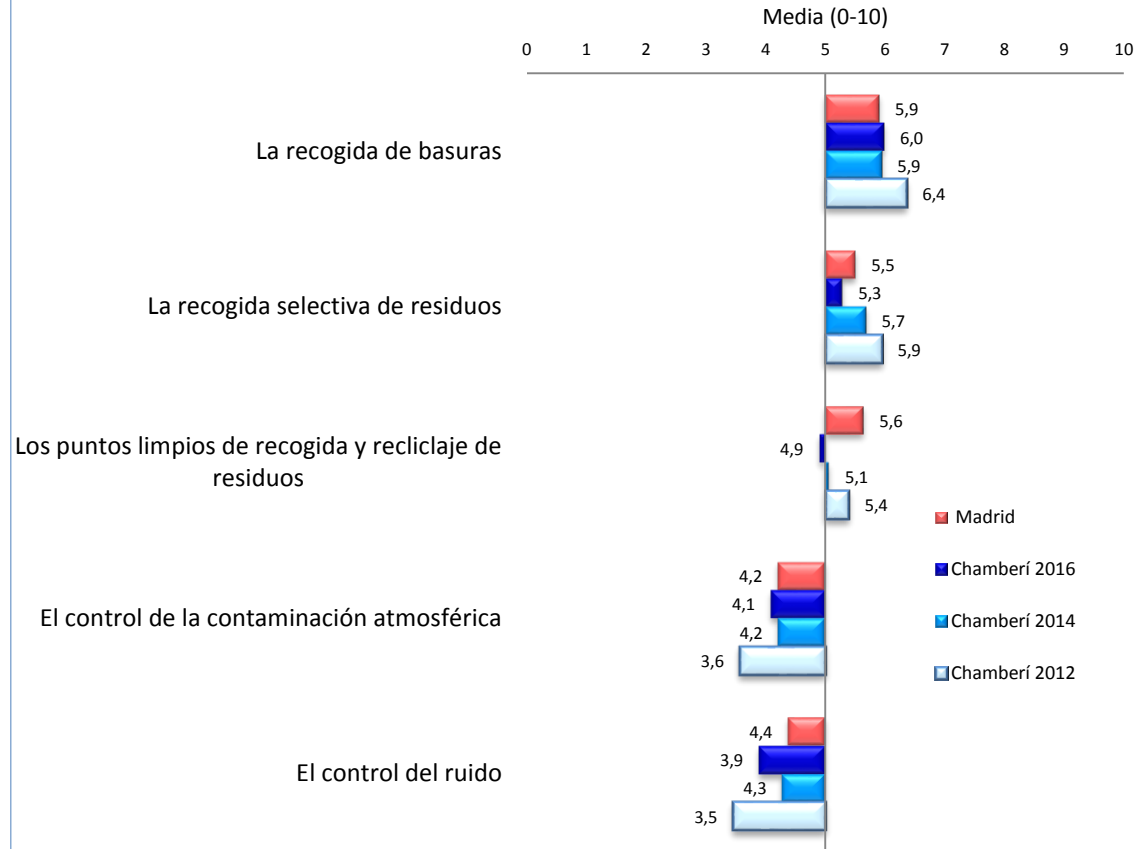 Media (0-10)
0 1 2 3 4 5 6 7 8 9 10
La recogida de basuras
5,9
6,0
5,9
6,4
La recogida selectiva de residuos
5,5
5,3
5,7
5,9
Los puntos limpios de recogida y recliclaje de
residuos
5,6
4,9
5,1
5,4
El control de la contaminación atmosférica
4,2
4,1
4,2
3,6
El control del ruido
4,4
3,9
4,3
3,5
Madrid
Chamberí 2016
Chamberí 2014
Chamberí 2012